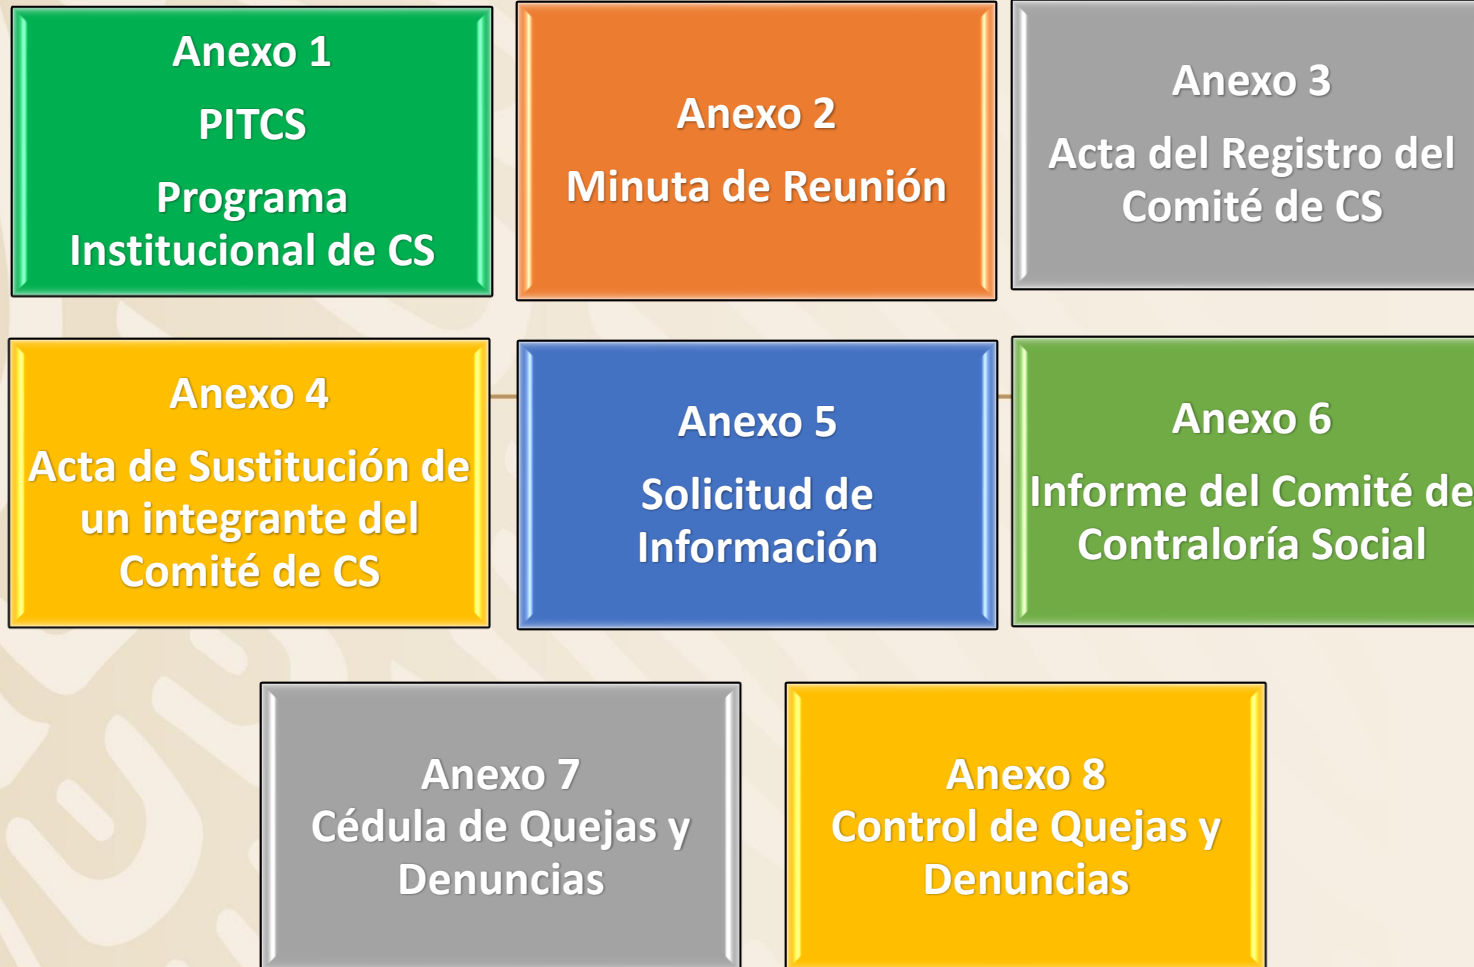 Anexo 1
PITCS
Programa
Institucional de CS
Anexo 2
Minuta de Reunión
Anexo 3
Acta del Registro del
Comité de CS
Anexo 4
Acta de Sustitución de
un integrante del
Comité de CS
Anexo 5
Solicitud de
Información
Anexo 6
Informe del Comité de
Contraloría Social
Anexo 7
Cédula de Quejas y
Denuncias
Anexo 8
Control de Quejas y
Denuncias